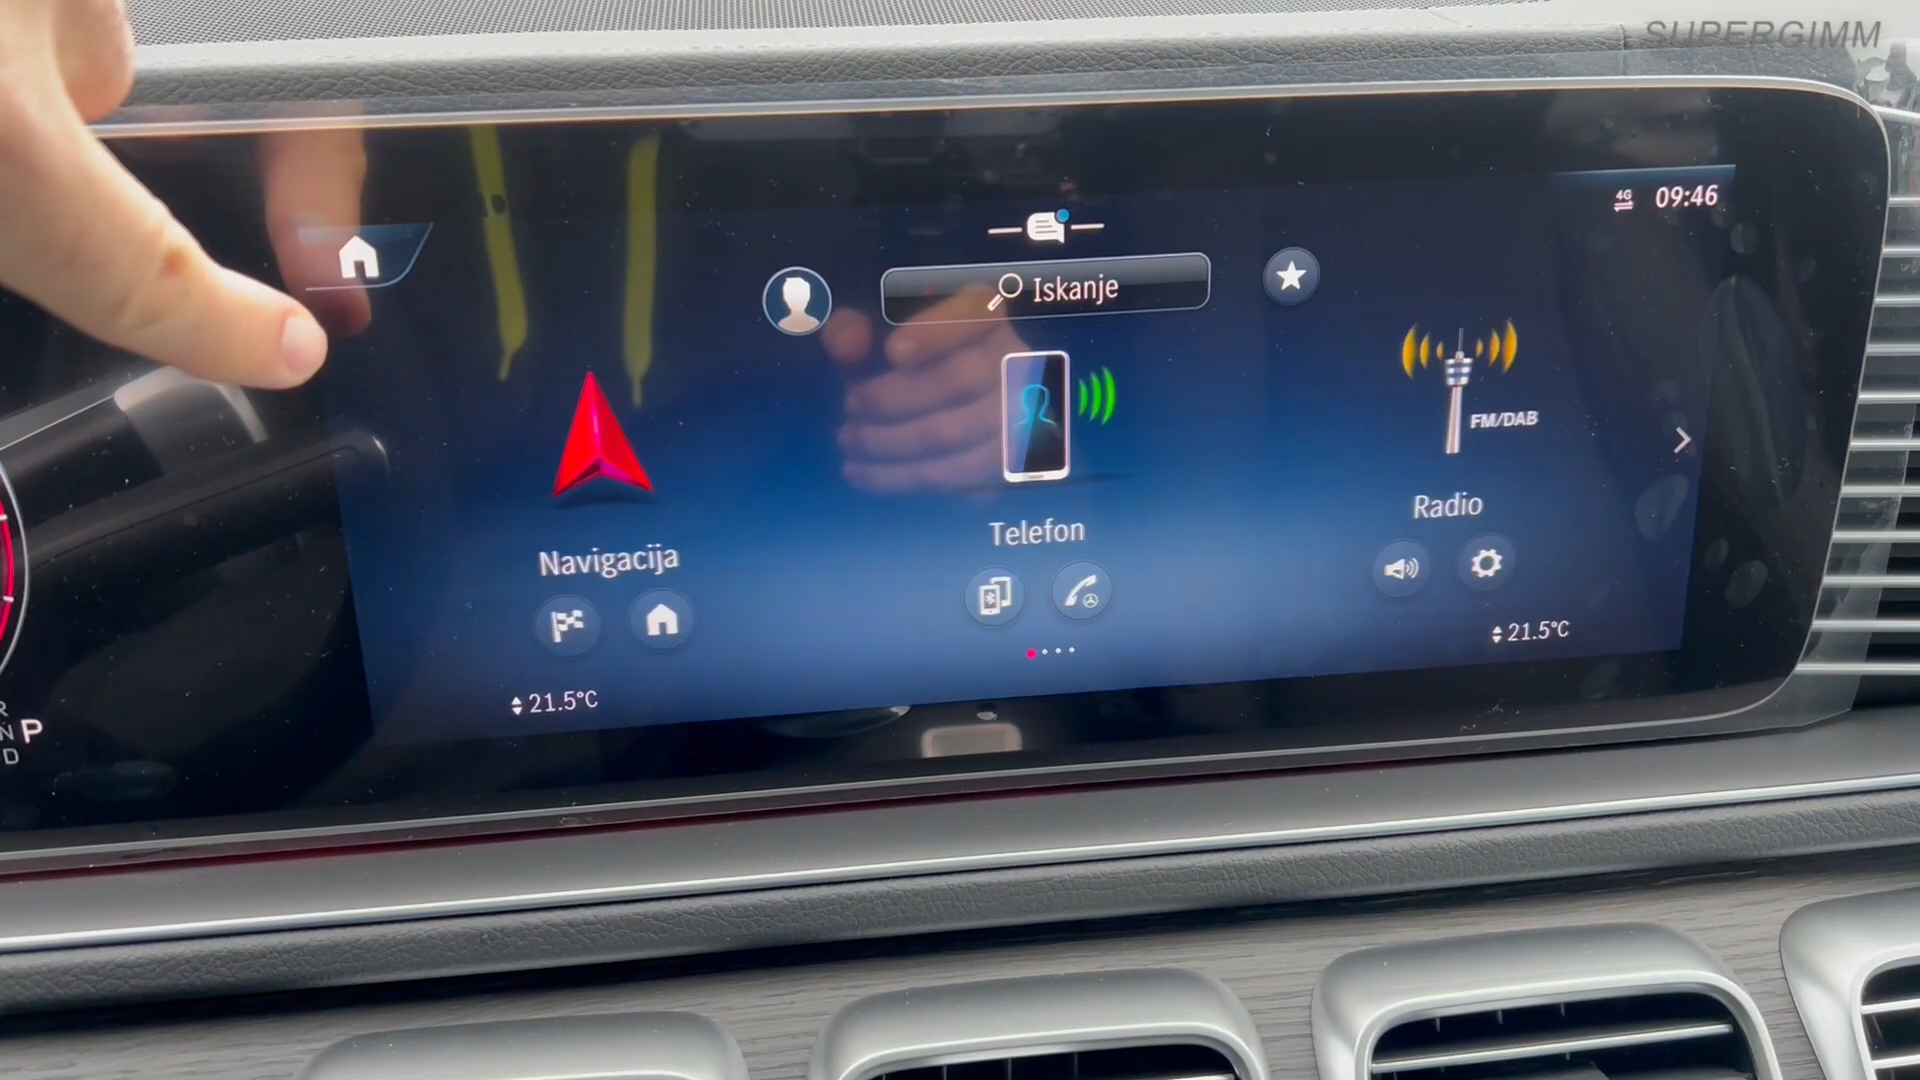 SUPERGIMM
4G 09:46
Iskanje
FM/DAB
Navigacija
Telefon
Radio
21.5°C
21.5°C
R
N P
D